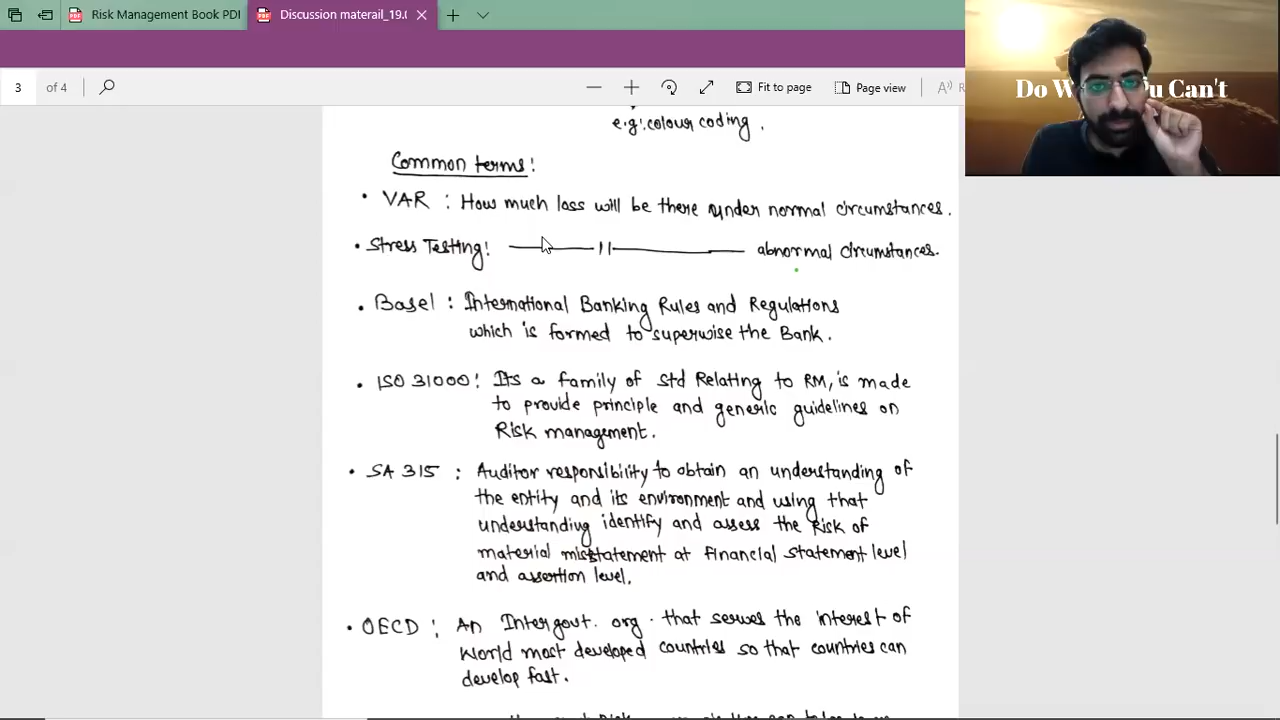 Risk Management Book PDI
Discussion materail_19.0
3 of 4
Fit to page
Page view
Do W u Can't
e.g: colour coding.
Common terms:
• VAR : How much loss will be there under normal circumstances.
• Stress Testing: —— 11 —— abnormal circumstances.
• Basel : International Banking Rules and Regulations
which is formed to superwise the Bank.
• ISO 31000: Its a family of Std Relating to RM, is made
to provide principle and generic guidelines on
Risk management.
• SA 315 : Auditor responsibility to obtain an understanding of
the entity and its environment and using that
understanding identify and assess the Risk of
material misstatement at Financial statement level
and assertion level.
• OECD : An Intergovt. org. that serves the interest of
World most developed countries so that countries can
develop fast.